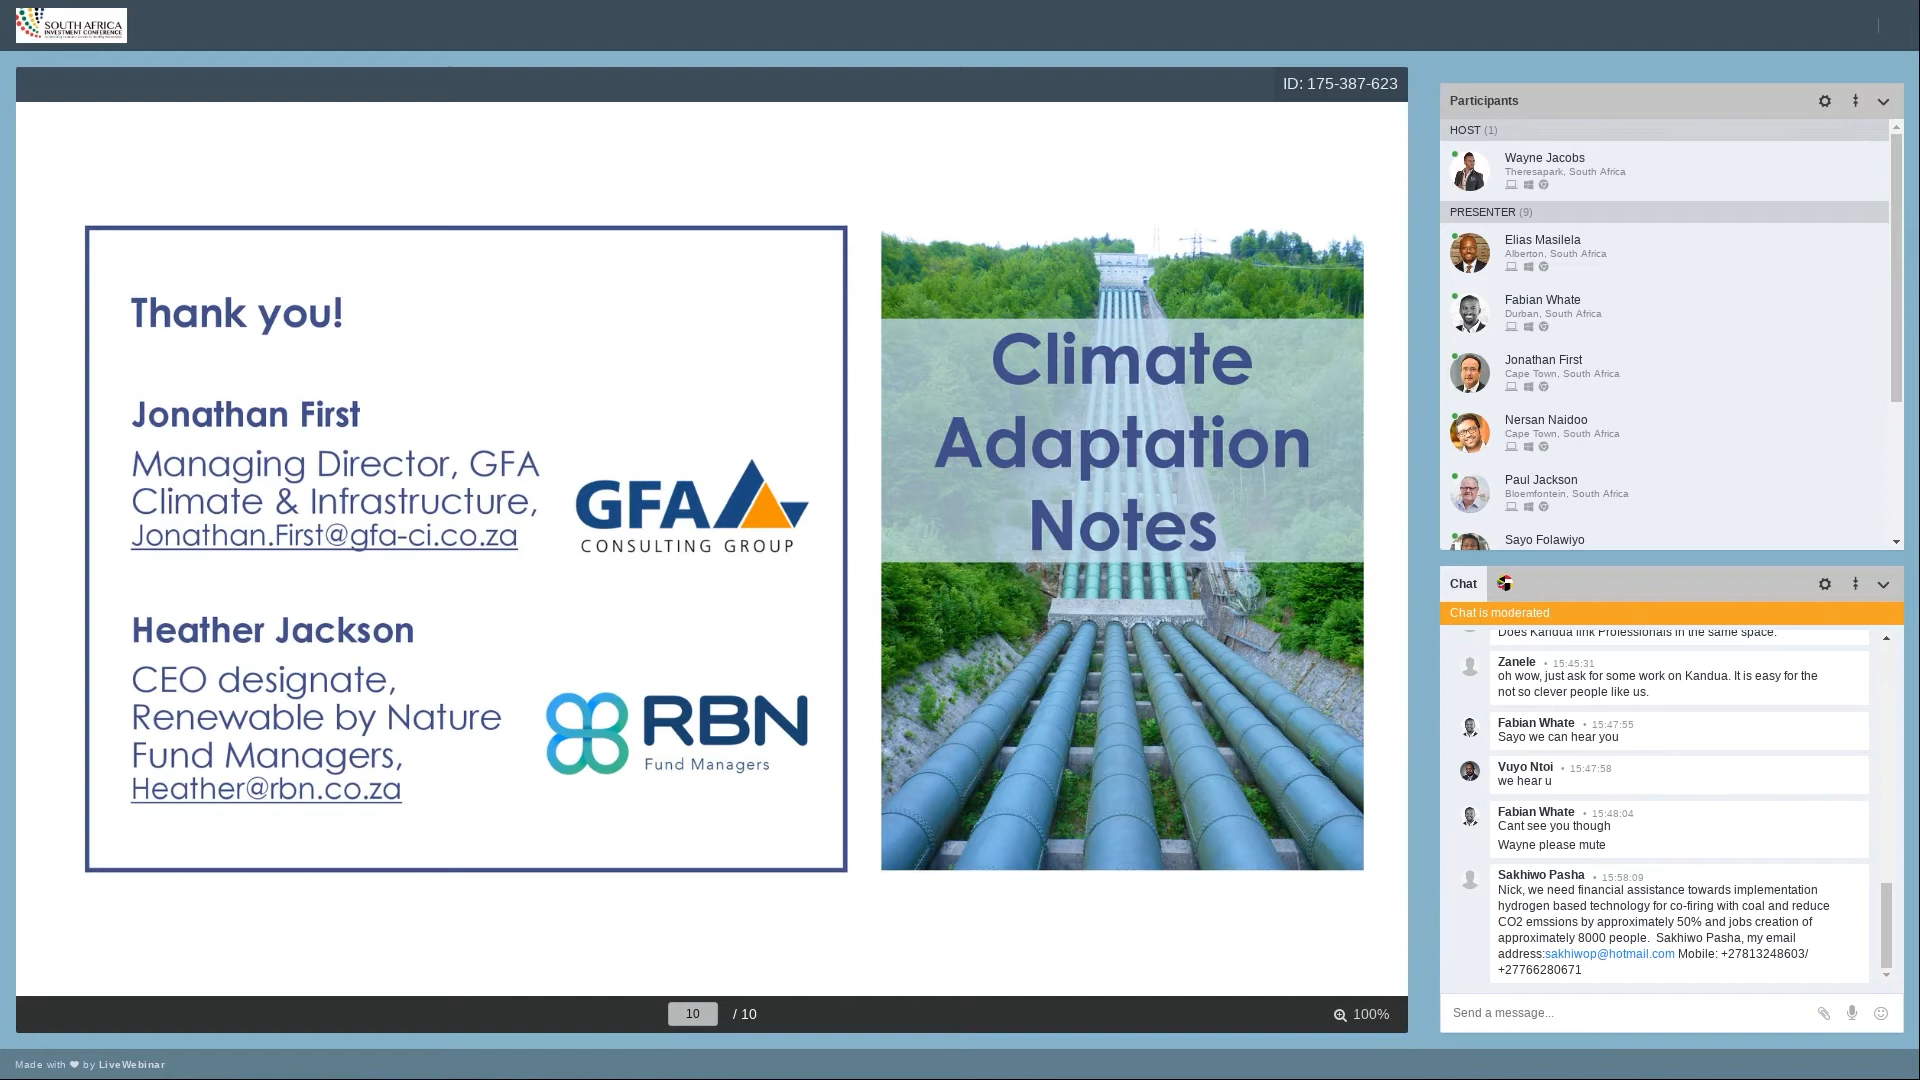 SOUTH AFRICA
INVESTMENT CONFERENCE
ID: 175-387-623
Thank you!
Jonathan First
Managing Director, GFA
Climate & Infrastructure,
Jonathan.First@gfa-ci.co.za
GFA
CONSULTING GROUP
Heather Jackson
CEO designate,
Renewable by Nature
Fund Managers,
Heather@rbn.co.za
RBN
Fund Managers
Climate
Adaptation
Notes
10 / 10
100%
Participants
HOST (1)
Wayne Jacobs
Theresapark, South Africa
PRESENTER (9)
Elias Masilela
Alberton, South Africa
Fabian Whate
Durban, South Africa
Jonathan First
Cape Town, South Africa
Nersan Naidoo
Cape Town, South Africa
Paul Jackson
Bloemfontein, South Africa
Sayo Folawiyo
Chat
Chat is moderated
Does Kandua link Professionals in the same space.
Zanele • 15:45:31
oh wow, just ask for some work on Kandua. It is easy for the
not so clever people like us.
Fabian Whate • 15:47:55
Sayo we can hear you
Vuyo Ntoi • 15:47:58
we hear u
Fabian Whate • 15:48:04
Cant see you though
Wayne please mute
Sakhiwo Pasha • 15:58:09
Nick, we need financial assistance towards implementation
hydrogen based technology for co-firing with coal and reduce
CO2 emssions by approximately 50% and jobs creation of
approximately 8000 people.  Sakhiwo Pasha, my email
address:sakhiwop@hotmail.com Mobile: +27813248603/
+27766280671
Send a message...
Made with ❤ by LiveWebinar